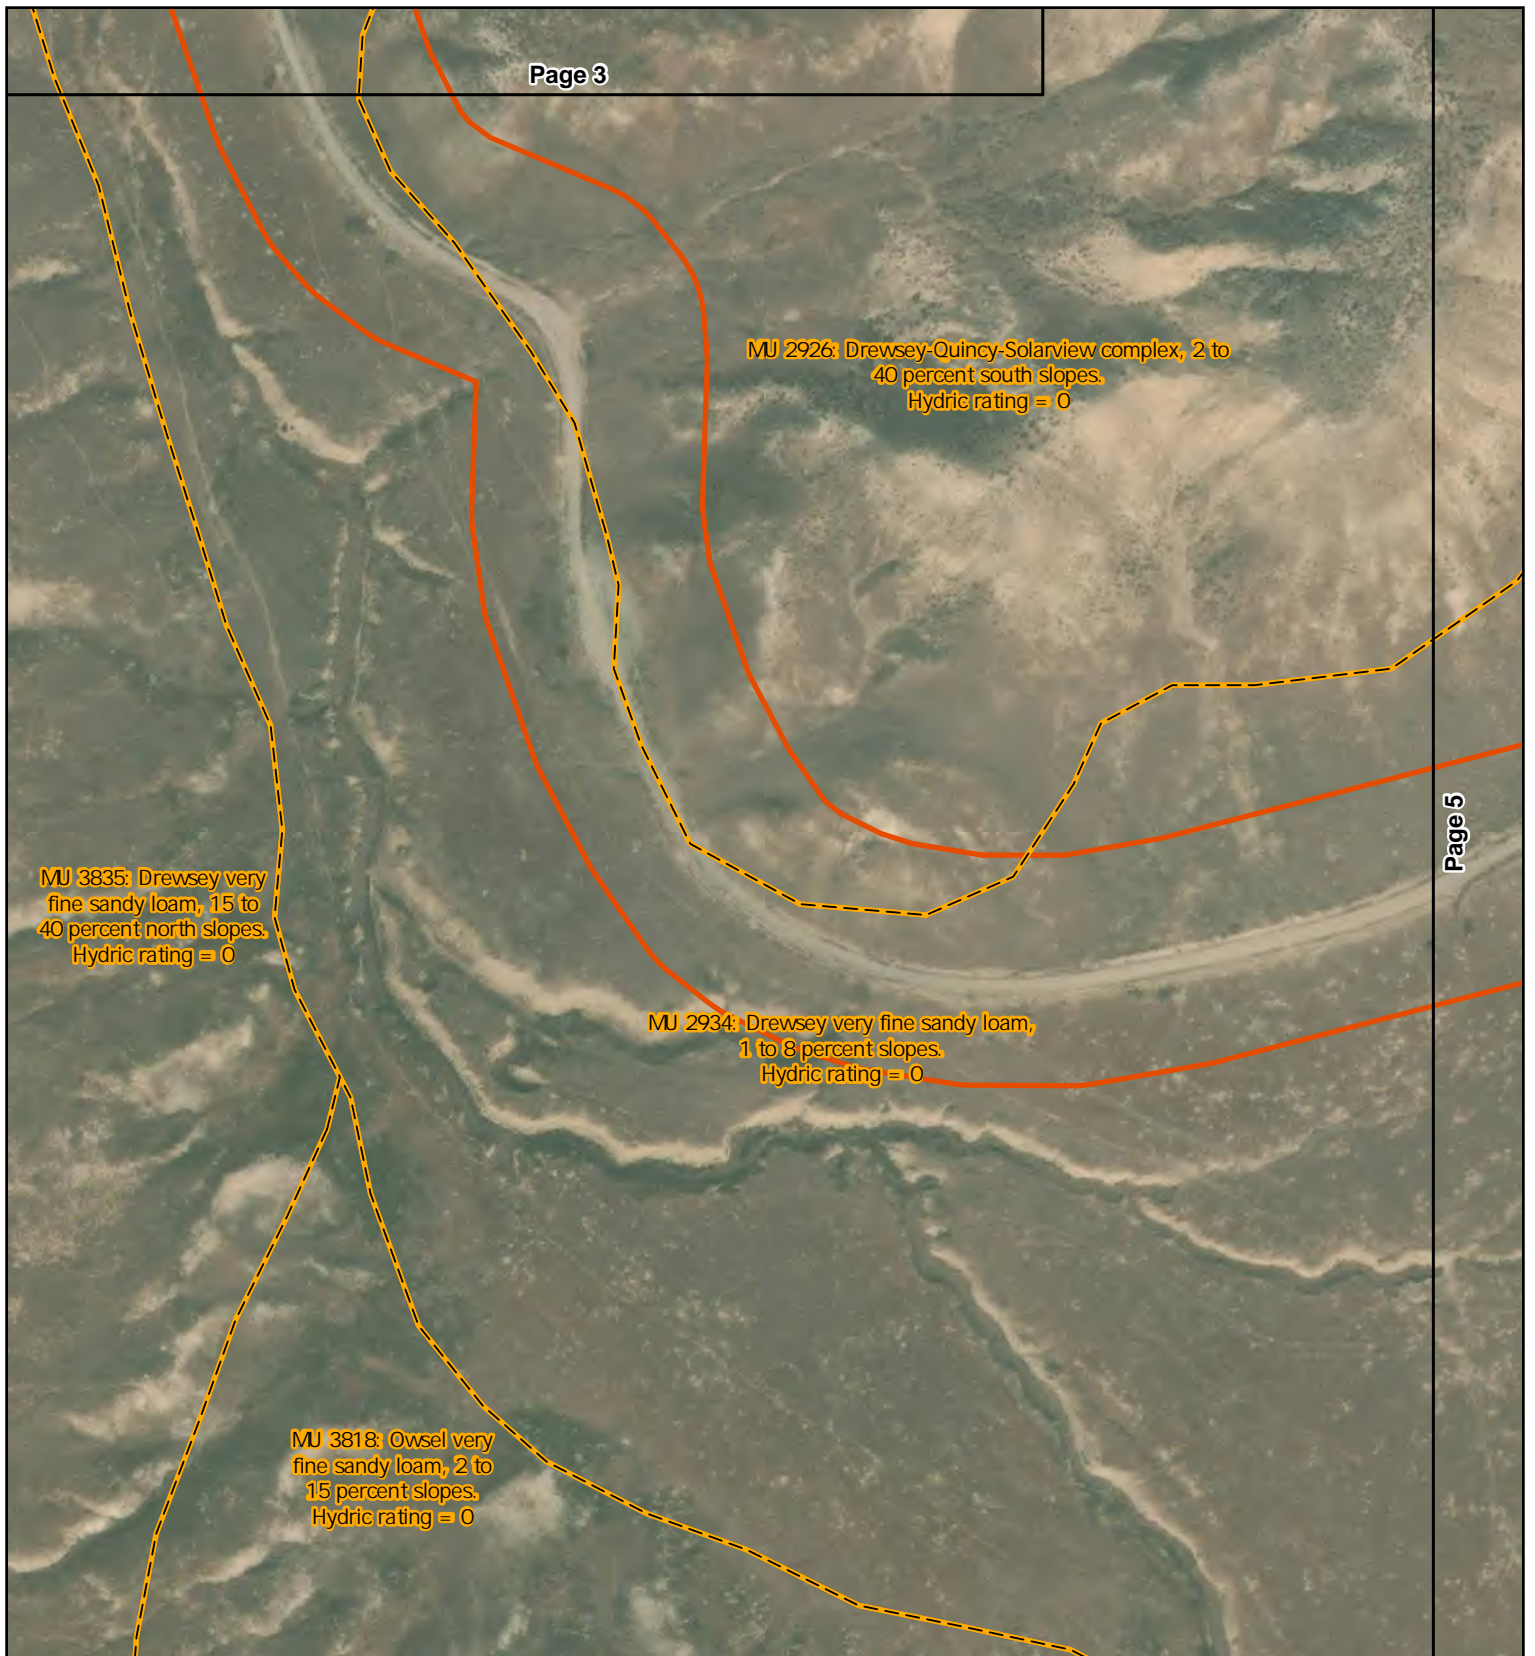 Page 3
MU 2926: Drewsey-Quincy-Solarview complex, 2 to
40 percent south slopes.
Hydric rating = 0
Page 5
MU 3835: Drewsey very
fine sandy loam, 15 to
40 percent north slopes.
Hydric rating = 0
MU 2934: Drewsey very fine sandy loam,
1 to 8 percent slopes.
Hydric rating = 0
MU 3818: Owsel very
fine sandy loam, 2 to
15 percent slopes.
Hydric rating = 0